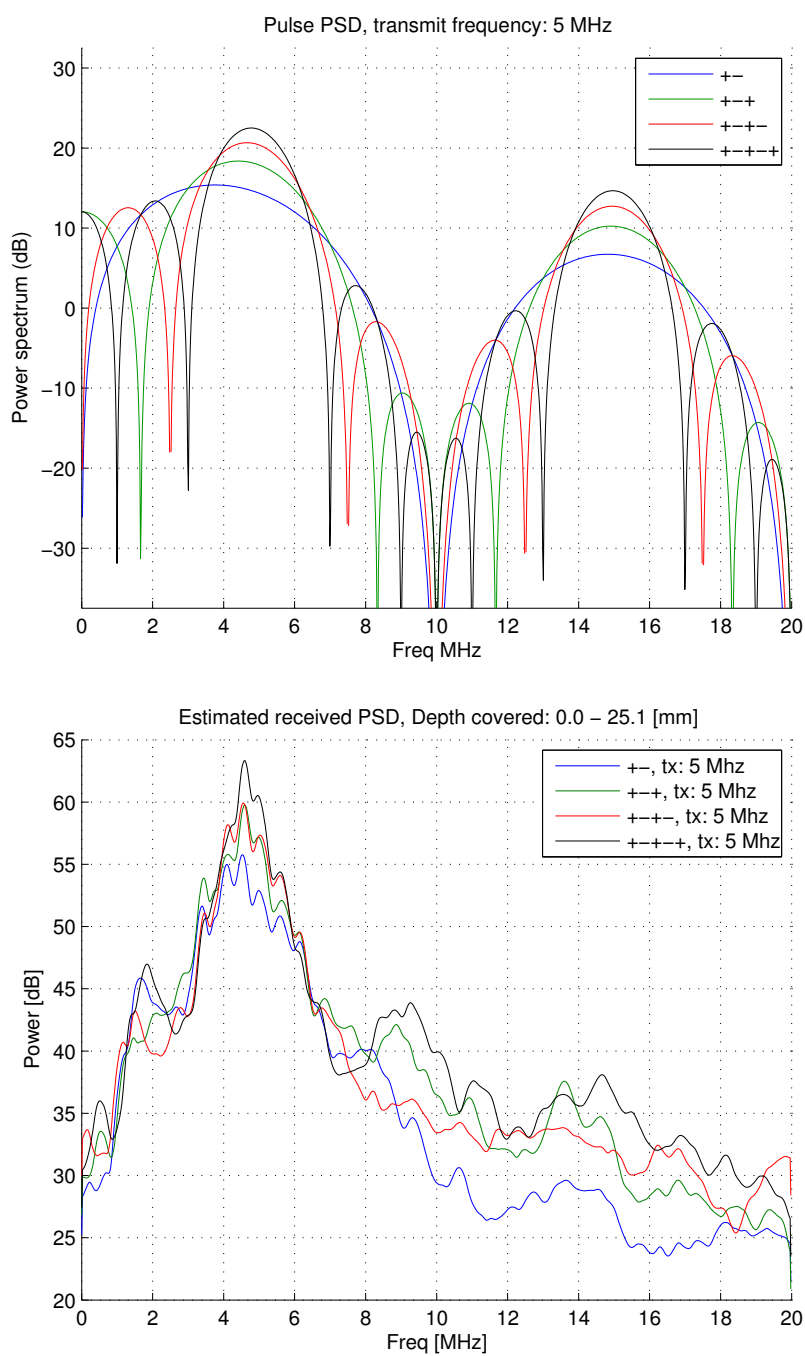 Pulse PSD, transmit frequency: 5 MHz
30
20
10
0
−10
−20
−30
Power spectrum (dB)
+−
+−+
+−+−
+−+−+
0 2 4 6 8 10 12 14 16 18 20
Freq MHz
Estimated received PSD, Depth covered: 0.0 − 25.1 [mm]
65
60
55
50
45
40
35
30
25
20
Power [dB]
+−, tx: 5 Mhz
+−+, tx: 5 Mhz
+−+−, tx: 5 Mhz
+−+−+, tx: 5 Mhz
0 2 4 6 8 10 12 14 16 18 20
Freq [MHz]